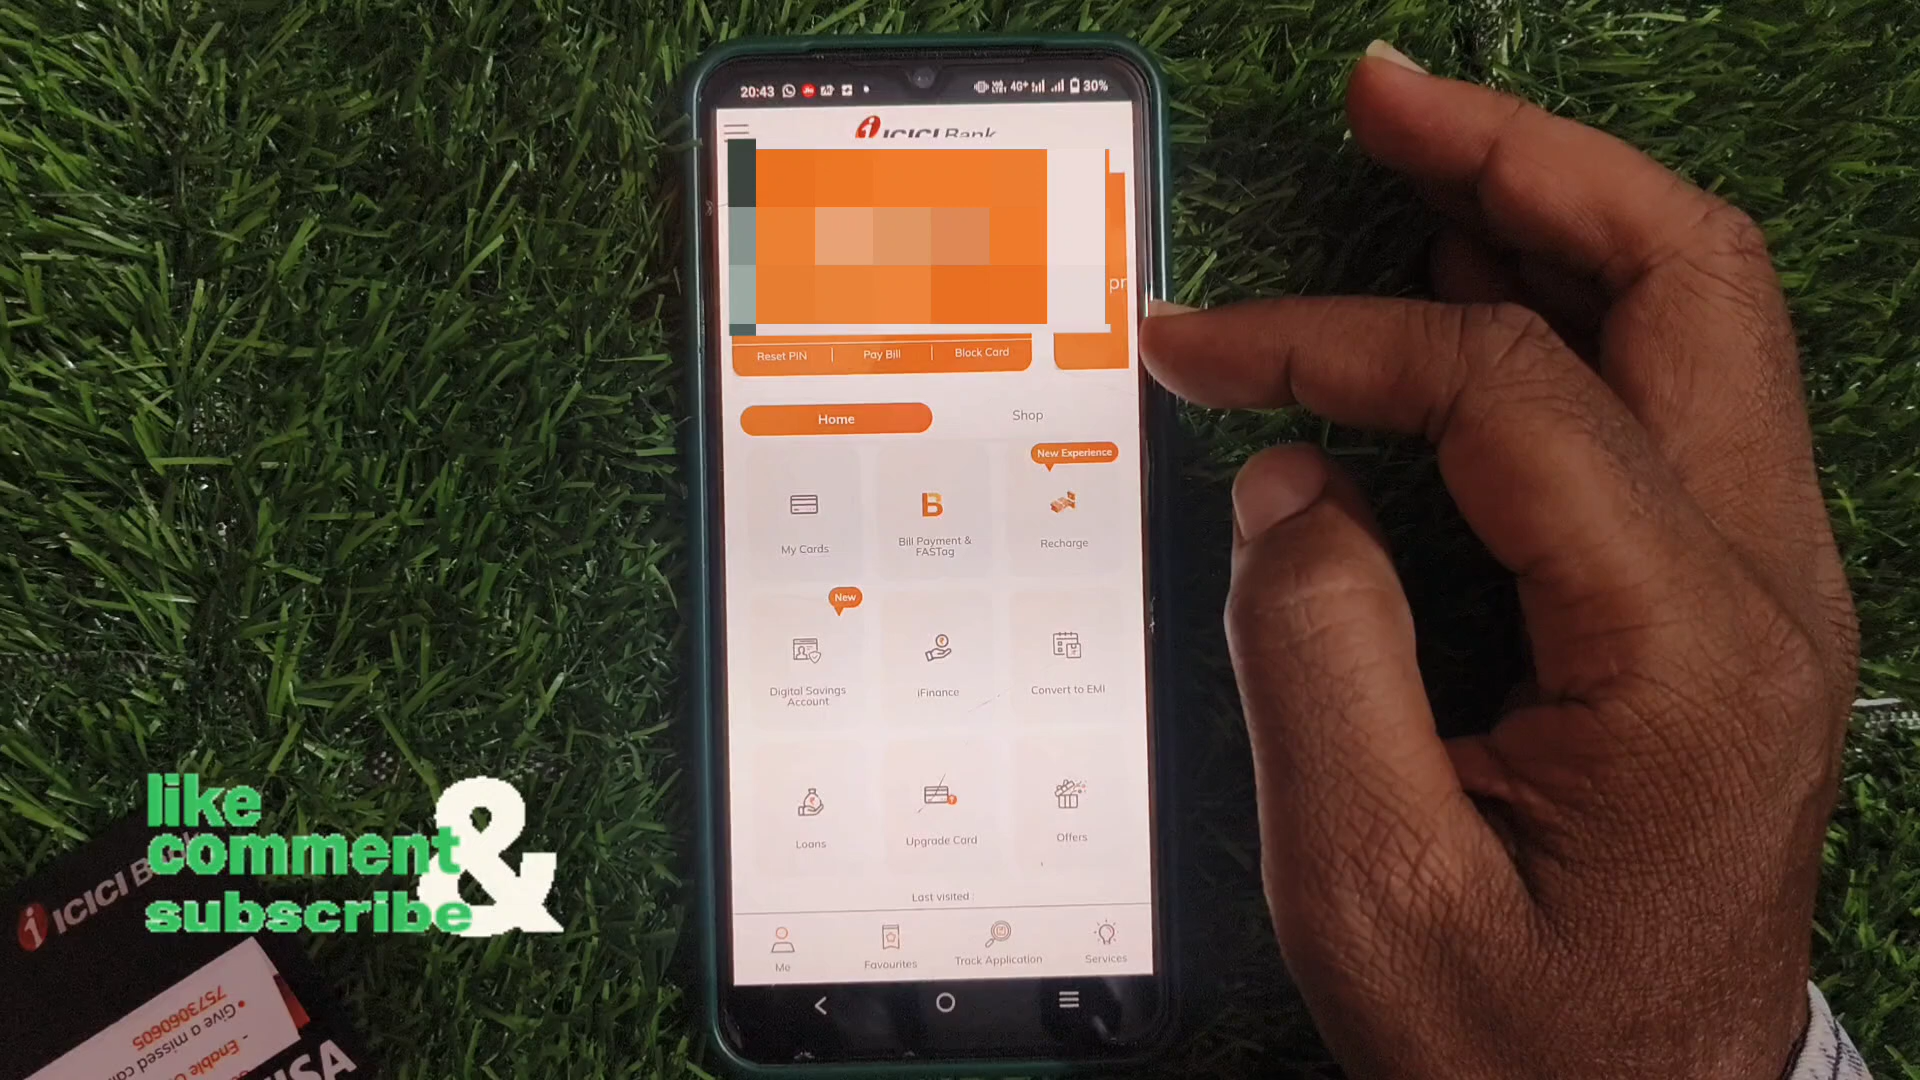 20:43
4G+
30%
ICICI Bank
pr
Reset PIN
Pay Bill
Block Card
Home
Shop
New Experience
My Cards
Bill Payment &
FASTag
Recharge
New
Digital Savings
Account
iFinance
Convert to EMI
Loans
Upgrade Card
Offers
Last visited :
Me
Favourites
Track Application
Services
like
comment &
subscribe
ICICI B
7573060605
• Give a missed
- Enable
VISA